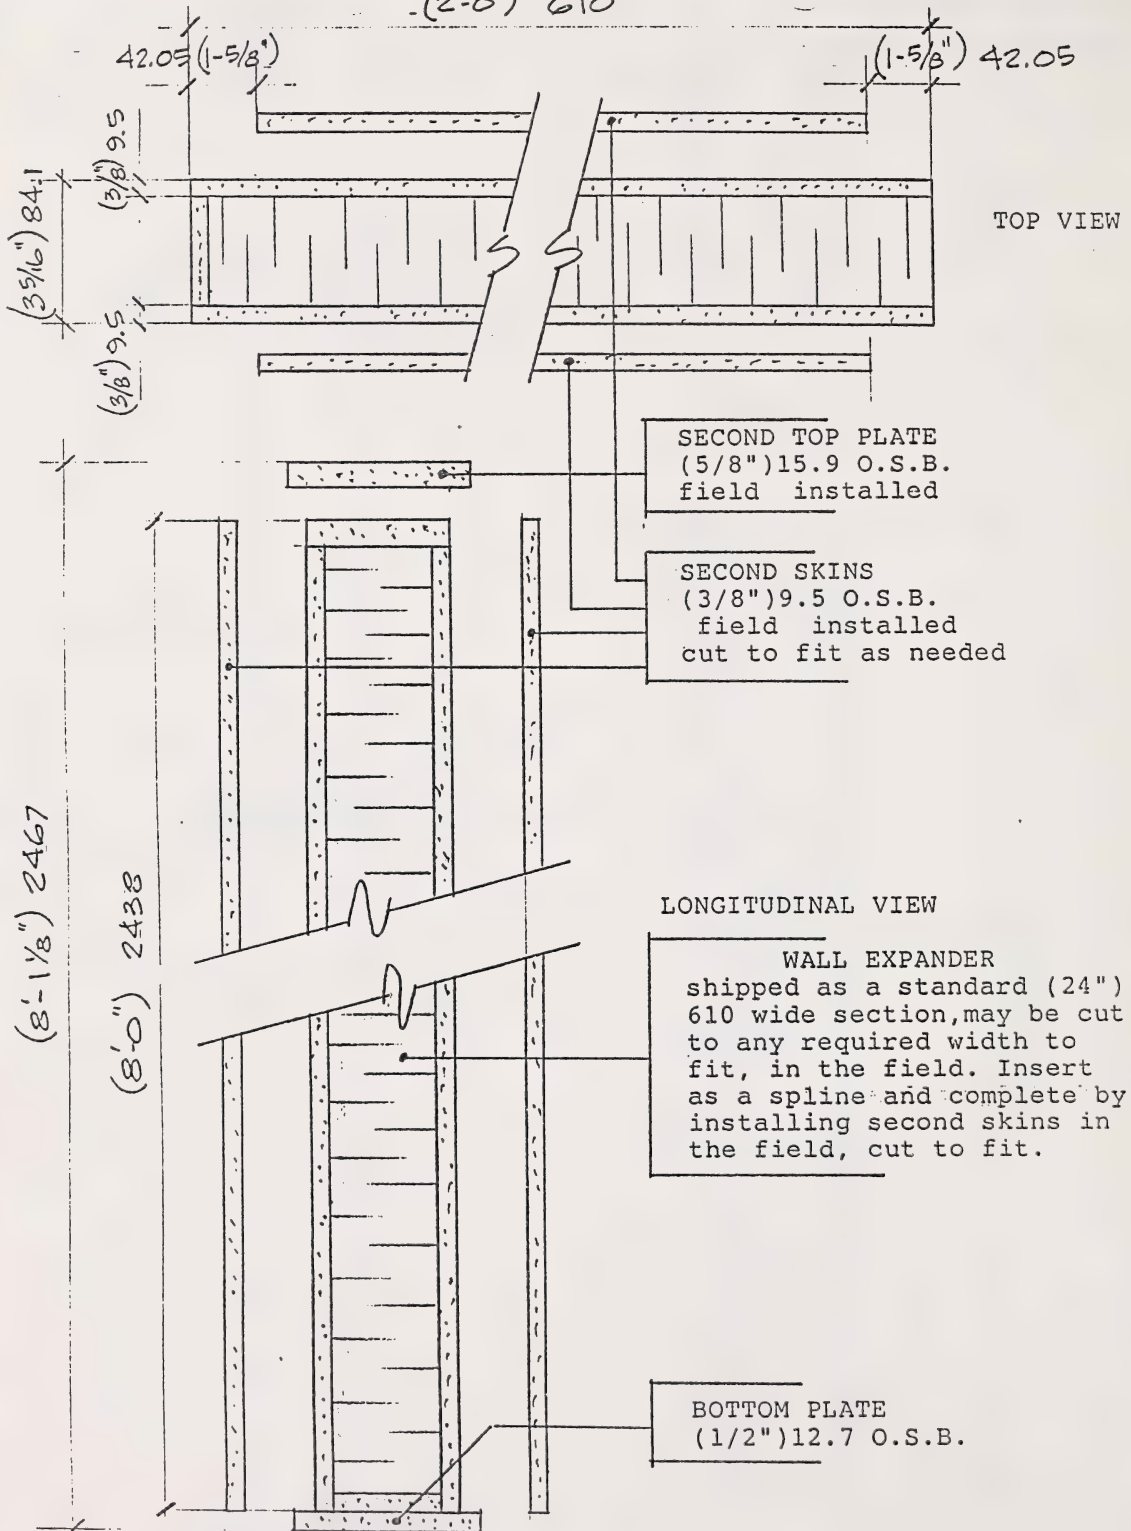 (2'-0") 610
42.05 (1-5/8")
(1-5/8") 42.05
(3/8") 9.5
(3 5/16") 84.1
(3/8") 9.5
TOP VIEW
SECOND TOP PLATE
(5/8")15.9 O.S.B.
field installed
SECOND SKINS
(3/8")9.5 O.S.B.
field installed
cut to fit as needed
(8'-1 1/8") 2467
(8'-0") 2438
LONGITUDINAL VIEW
WALL EXPANDER
shipped as a standard (24")
610 wide section,may be cut
to any required width to
fit, in the field. Insert
as a spline and complete by
installing second skins in
the field, cut to fit.
BOTTOM PLATE
(1/2")12.7 O.S.B.